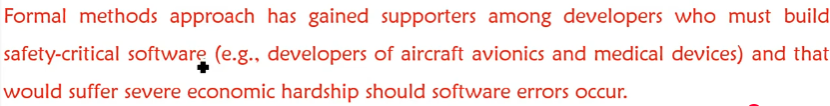 Formal methods approach has gained supporters among developers who must build
safety-critical software (e.g., developers of aircraft avionics and medical devices) and that
would suffer severe economic hardship should software errors occur.